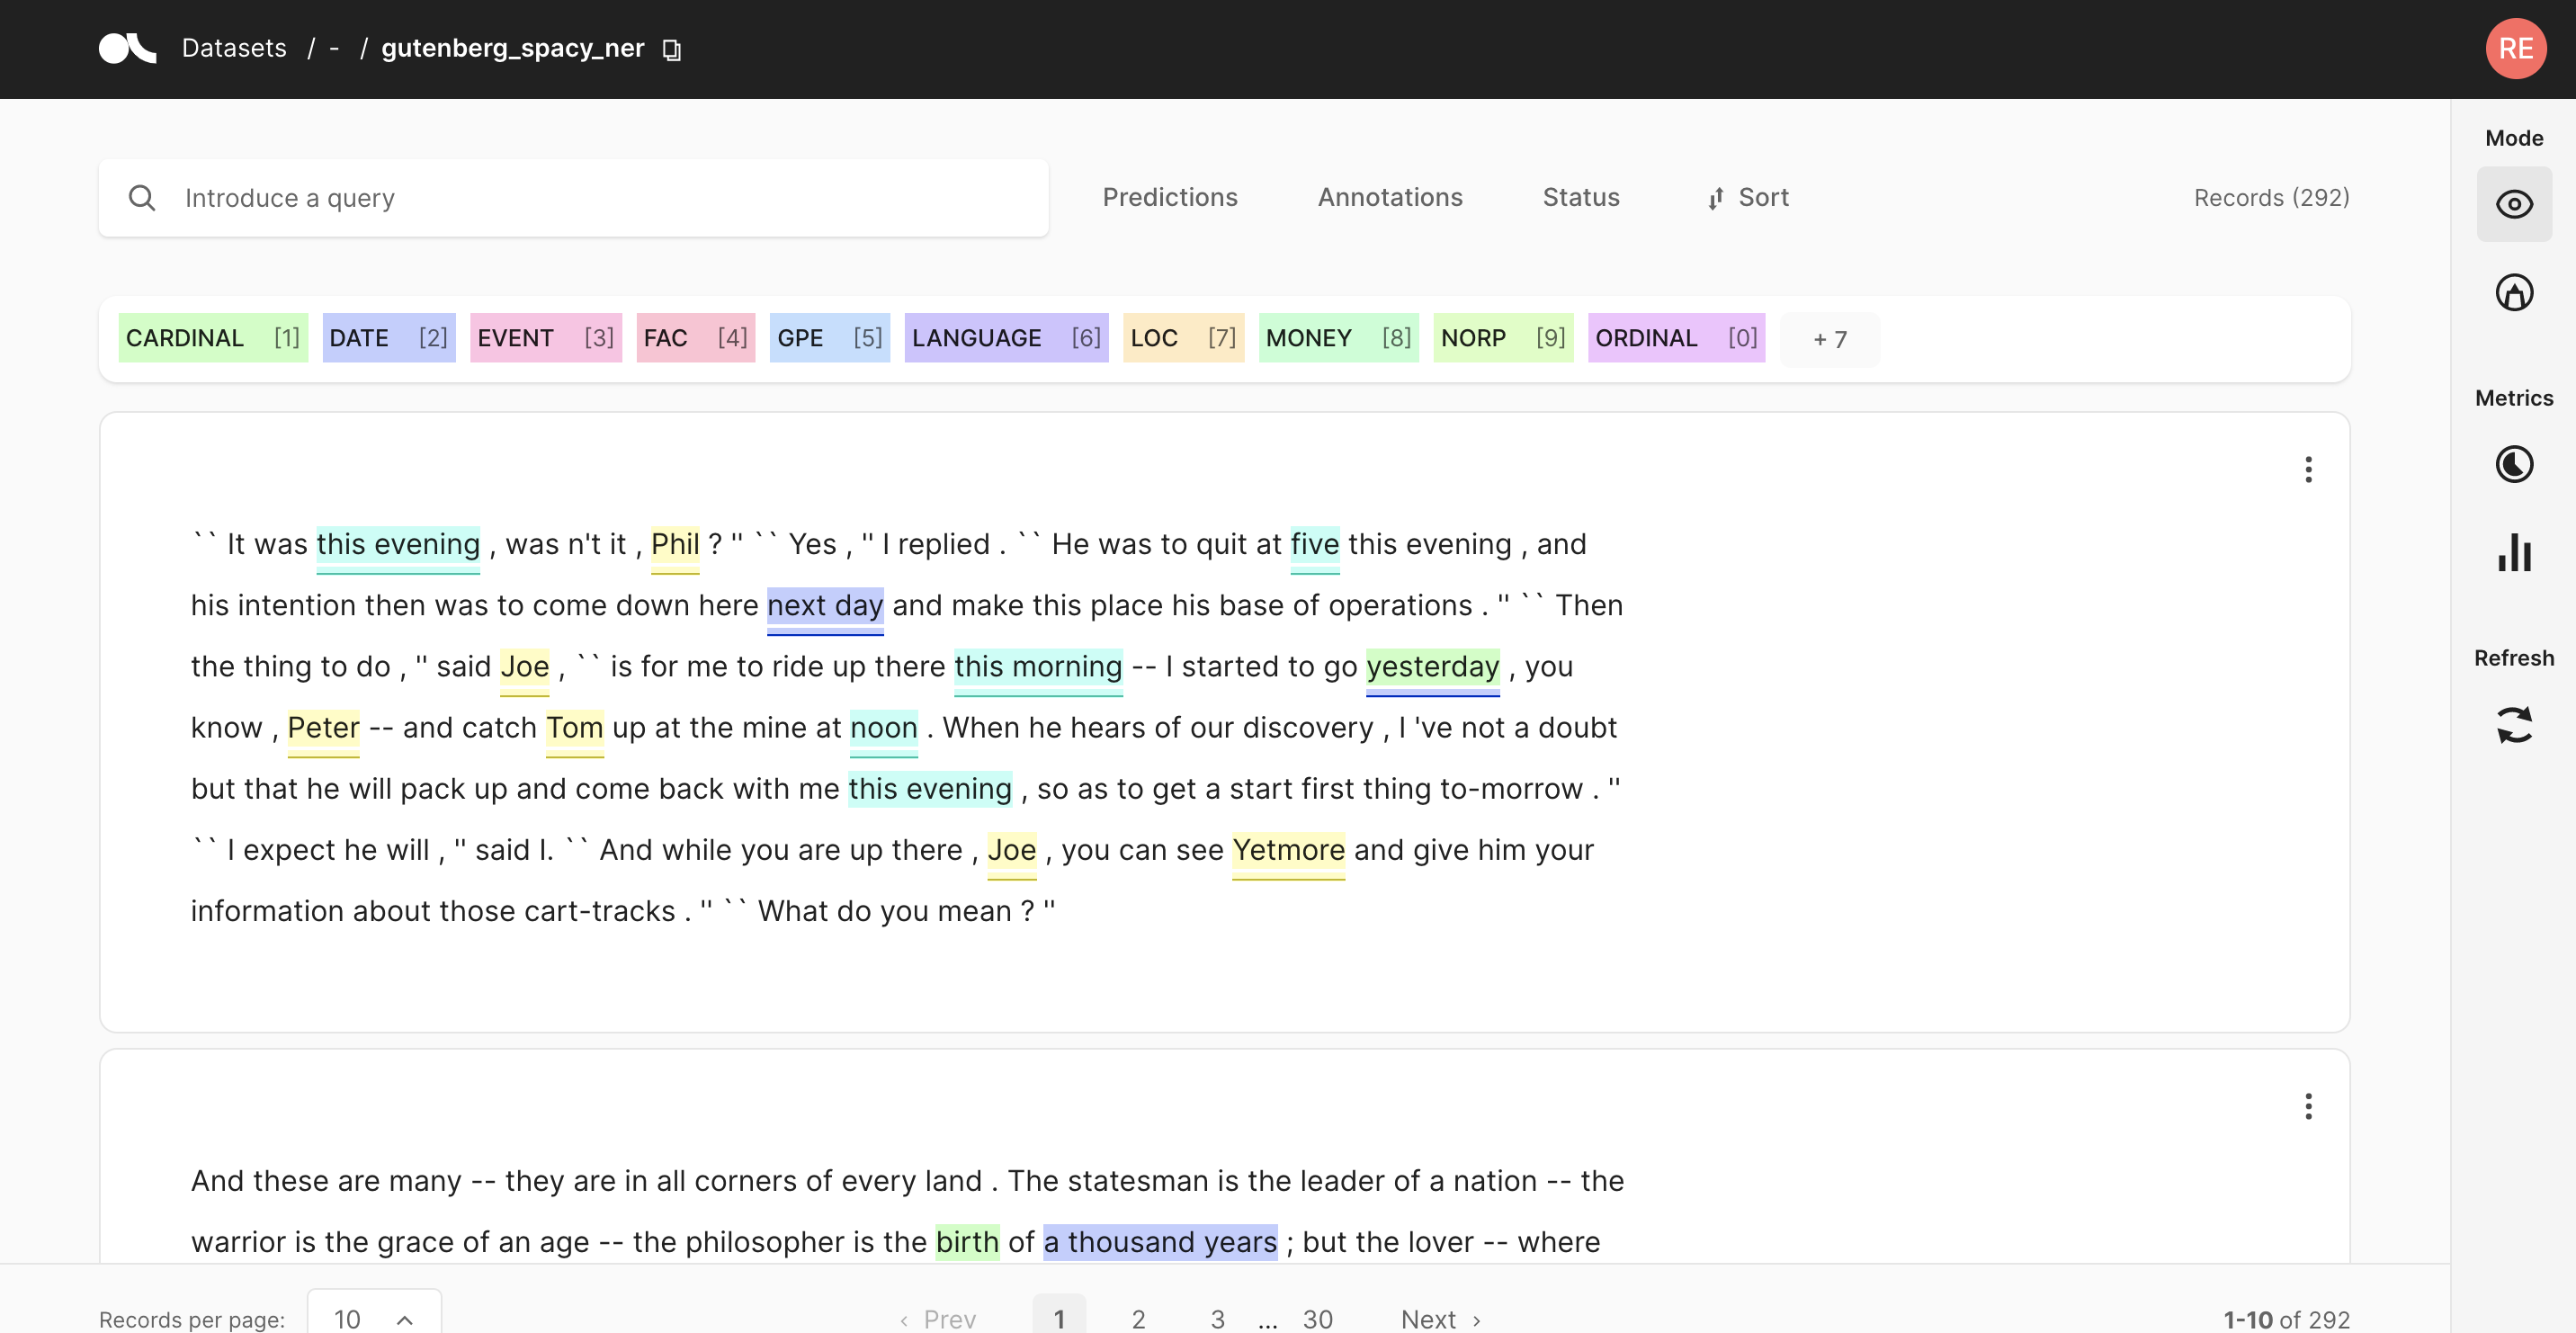 Datasets / - / gutenberg_spacy_ner
RE
Mode
Introduce a query
Predictions
Annotations
Status
Sort
Records (292)
CARDINAL [1] DATE [2] EVENT [3] FAC [4] GPE [5] LANGUAGE [6] LOC [7] MONEY [8] NORP [9] ORDINAL [0] + 7
Metrics
`` It was this evening , was n't it , Phil ? '' `` Yes , '' I replied . `` He was to quit at five this evening , and
his intention then was to come down here next day and make this place his base of operations . '' `` Then
the thing to do , '' said Joe , `` is for me to ride up there this morning -- I started to go yesterday , you
know , Peter -- and catch Tom up at the mine at noon . When he hears of our discovery , I 've not a doubt
but that he will pack up and come back with me this evening , so as to get a start first thing to-morrow . ''
`` I expect he will , '' said I. `` And while you are up there , Joe , you can see Yetmore and give him your
information about those cart-tracks . '' `` What do you mean ? ''
Refresh
And these are many -- they are in all corners of every land . The statesman is the leader of a nation -- the
warrior is the grace of an age -- the philosopher is the birth of a thousand years ; but the lover -- where
Records per page: 10
‹ Prev 1 2 3 ... 30 Next ›
1-10 of 292